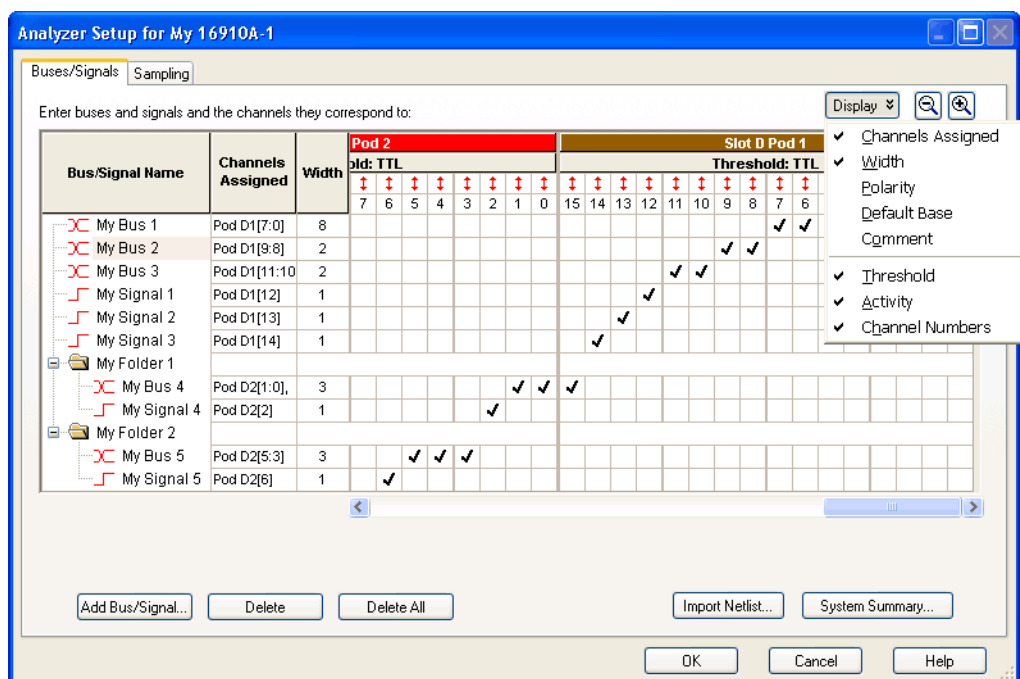 Analyzer Setup for My 16910A-1
Buses/Signals Sampling
Enter buses and signals and the channels they correspond to:
Display
Channels Assigned
Width
Polarity
Default Base
Comment
Threshold
Activity
Channel Numbers
Bus/Signal Name Channels Assigned Width Pod 2 Slot D Pod 1
old: TTL Threshold: TTL
7 6 5 4 3 2 1 0 15 14 13 12 11 10 9 8 7 6
My Bus 1 Pod D1[7:0] 8
My Bus 2 Pod D1[9:8] 2
My Bus 3 Pod D1[11:10 2
My Signal 1 Pod D1[12] 1
My Signal 2 Pod D1[13] 1
My Signal 3 Pod D1[14] 1
My Folder 1
My Bus 4 Pod D2[1:0], 3
My Signal 4 Pod D2[2] 1
My Folder 2
My Bus 5 Pod D2[5:3] 3
My Signal 5 Pod D2[6] 1
Add Bus/Signal... Delete Delete All Import Netlist... System Summary...
OK Cancel Help